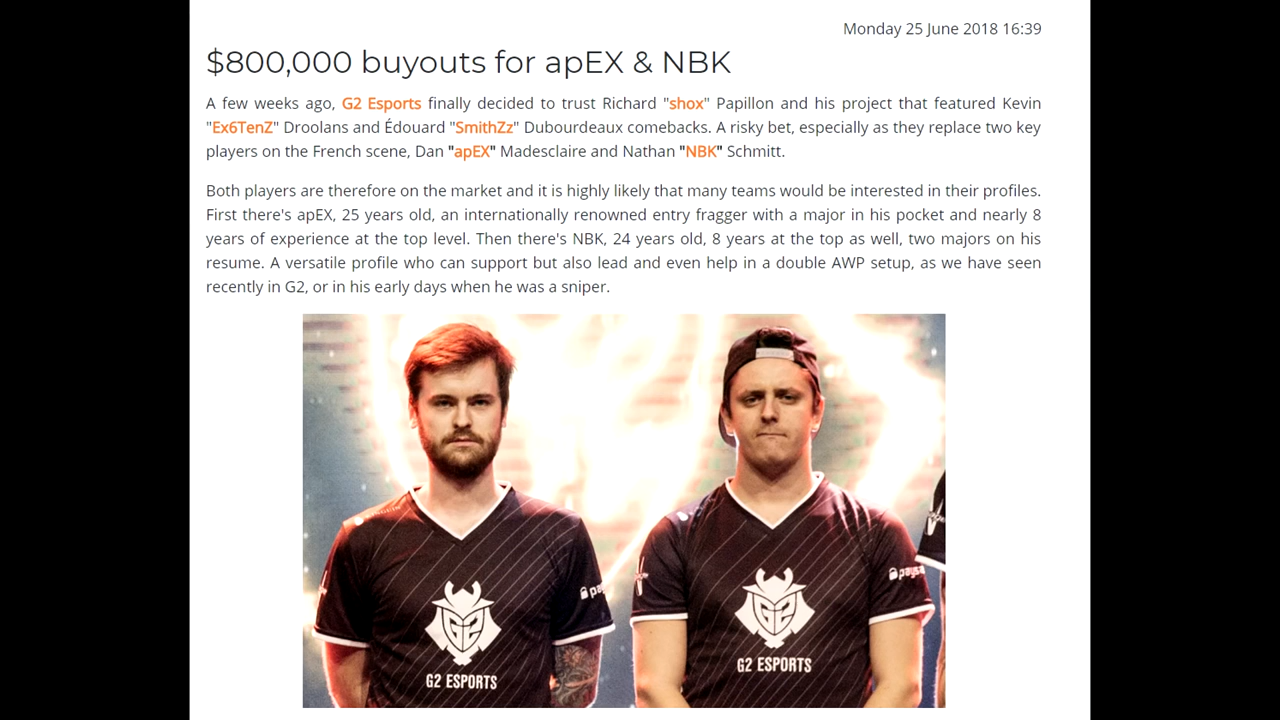 Monday 25 June 2018 16:39
$800,000 buyouts for apEX & NBK
A few weeks ago, G2 Esports finally decided to trust Richard "shox" Papillon and his project that featured Kevin
"Ex6TenZ" Droolans and Édouard "SmithZz" Dubourdeaux comebacks. A risky bet, especially as they replace two key
players on the French scene, Dan "apEX" Madesclaire and Nathan "NBK" Schmitt.
Both players are therefore on the market and it is highly likely that many teams would be interested in their profiles.
First there's apEX, 25 years old, an internationally renowned entry fragger with a major in his pocket and nearly 8
years of experience at the top level. Then there's NBK, 24 years old, 8 years at the top as well, two majors on his
resume. A versatile profile who can support but also lead and even help in a double AWP setup, as we have seen
recently in G2, or in his early days when he was a sniper.
G2 ESPORTS
G2 ESPORTS